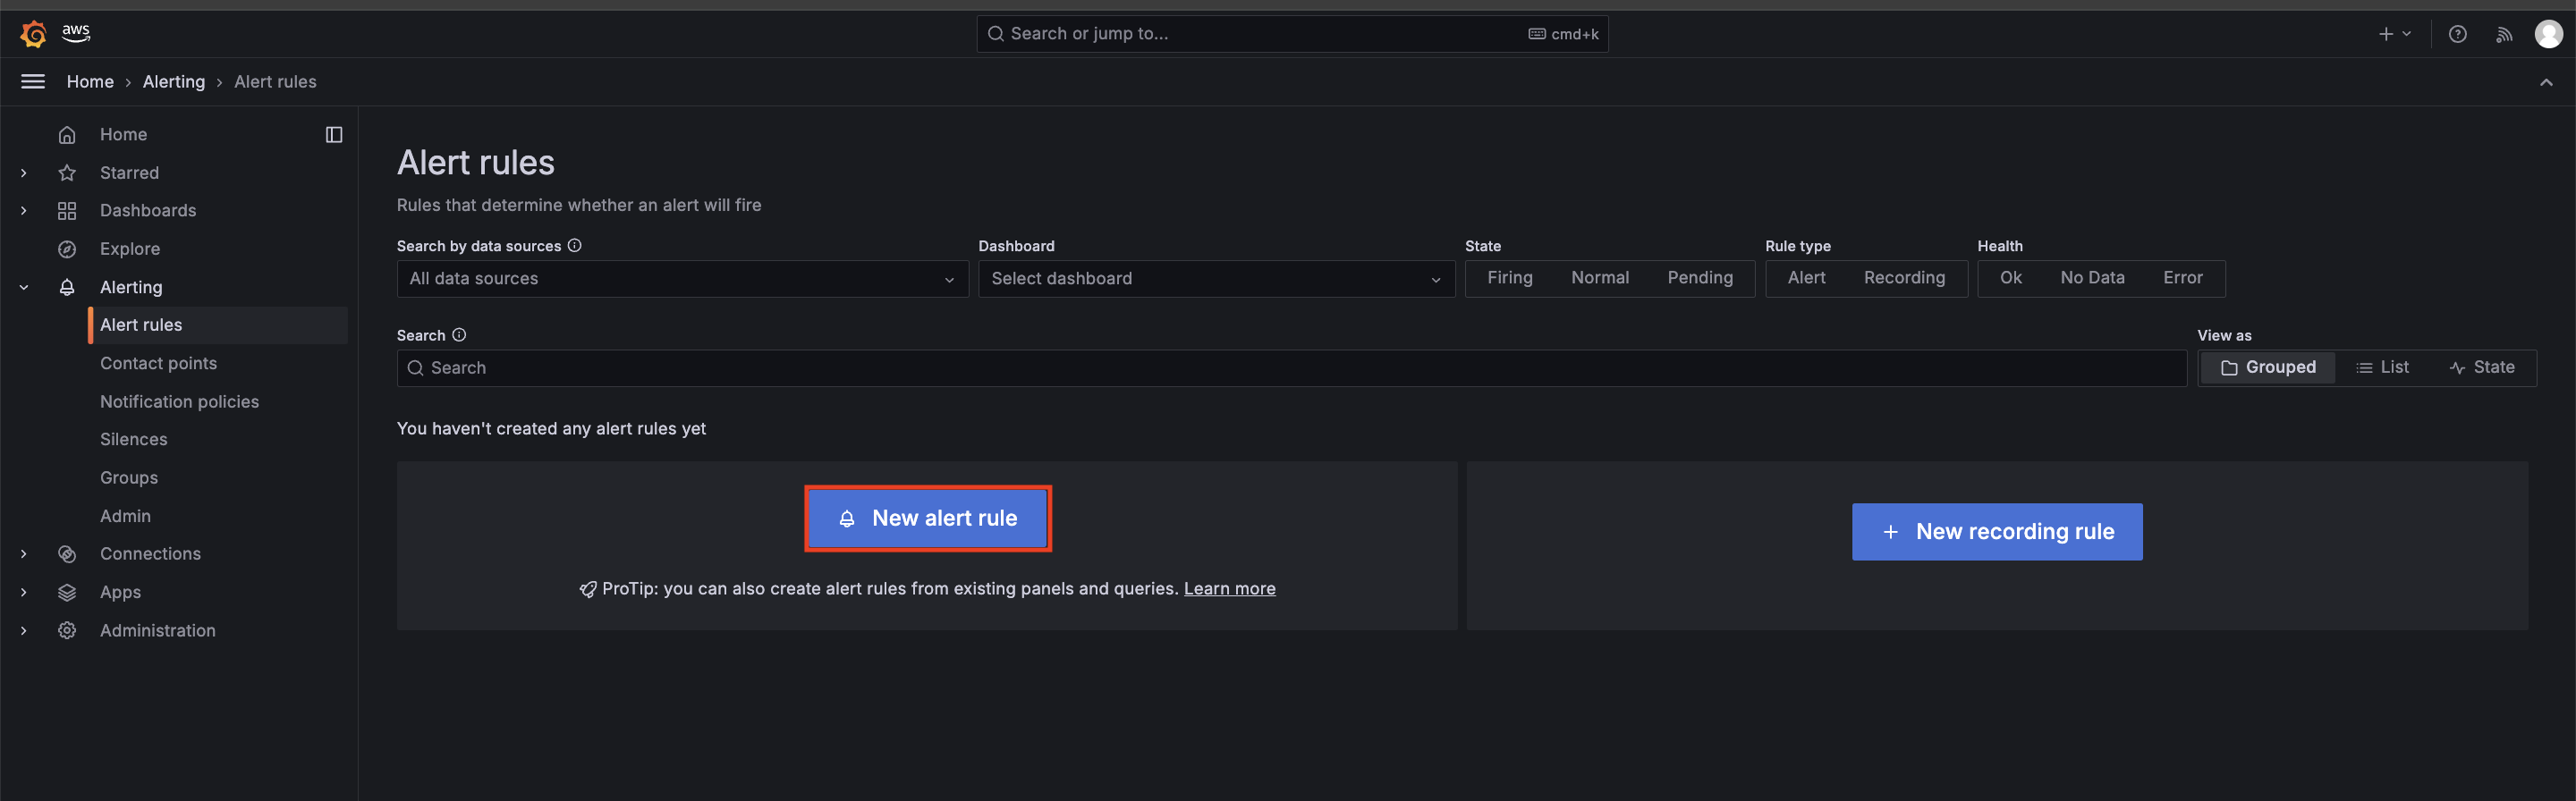 aws
Search or jump to...
cmd+k
Home › Alerting › Alert rules
Home
Starred
Dashboards
Explore
Alerting
Alert rules
Contact points
Notification policies
Silences
Groups
Admin
Connections
Apps
Administration
Alert rules
Rules that determine whether an alert will fire
Search by data sources
All data sources
Dashboard
Select dashboard
State
Firing Normal Pending
Rule type
Alert Recording
Health
Ok No Data Error
Search
Search
View as
Grouped List State
You haven't created any alert rules yet
New alert rule
ProTip: you can also create alert rules from existing panels and queries. Learn more
+ New recording rule